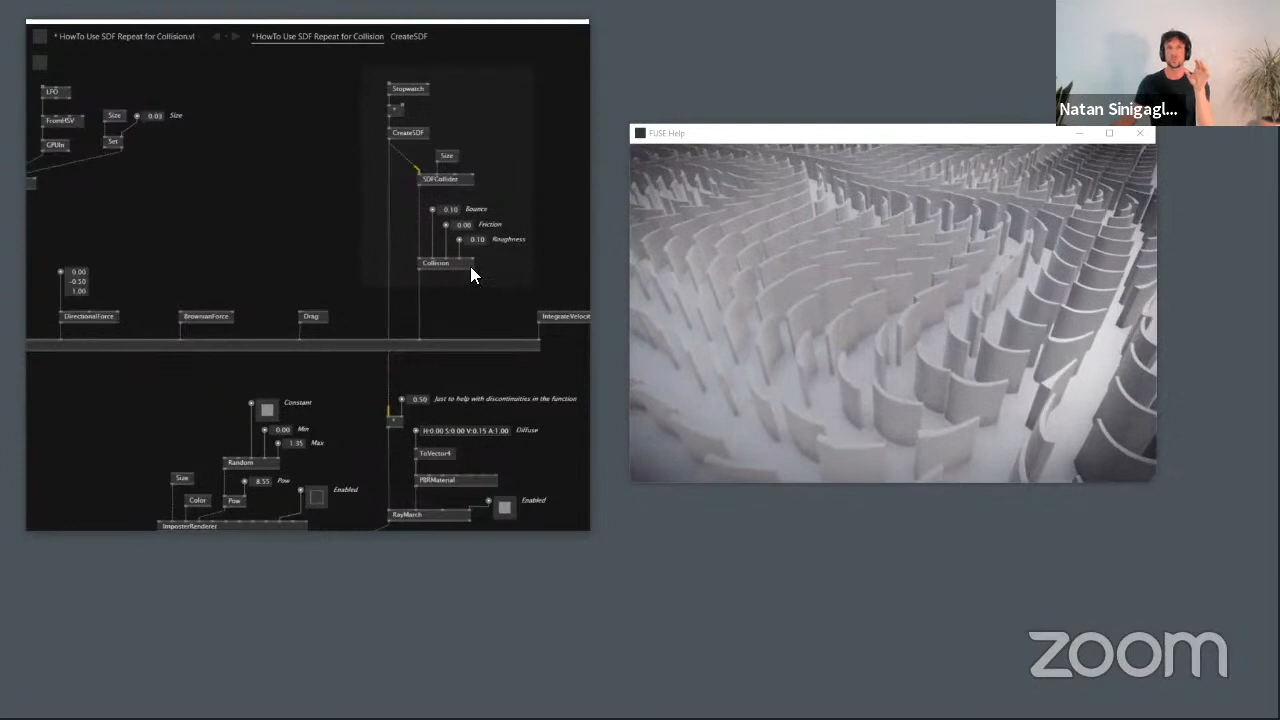 * HowTo Use SDF Repeat for Collision.vl
*HowTo Use SDF Repeat for Collision
CreateSDF
LFO
FromHSV
GPUIn
Size
0.03
Size
Set
Stopwatch
*
CreateSDF
Size
SDFCollider
0.10 Bounce
0.00 Friction
0.10 Roughness
Collision
0.00
-0.50
1.00
DirectionalForce
BrownianForce
Drag
IntegrateVelocit
Constant
0.00 Min
1.35 Max
Random
Size
8.55 Pow
Color
Pow
Enabled
ImposterRenderer
0.50 Just to help with discontinuities in the function
*
H:0.00 S:0.00 V:0.15 A:1.00 Diffuse
ToVector4
PBRMaterial
Enabled
RayMarch
FUSE.Help
Natan Sinigagl...
zoom